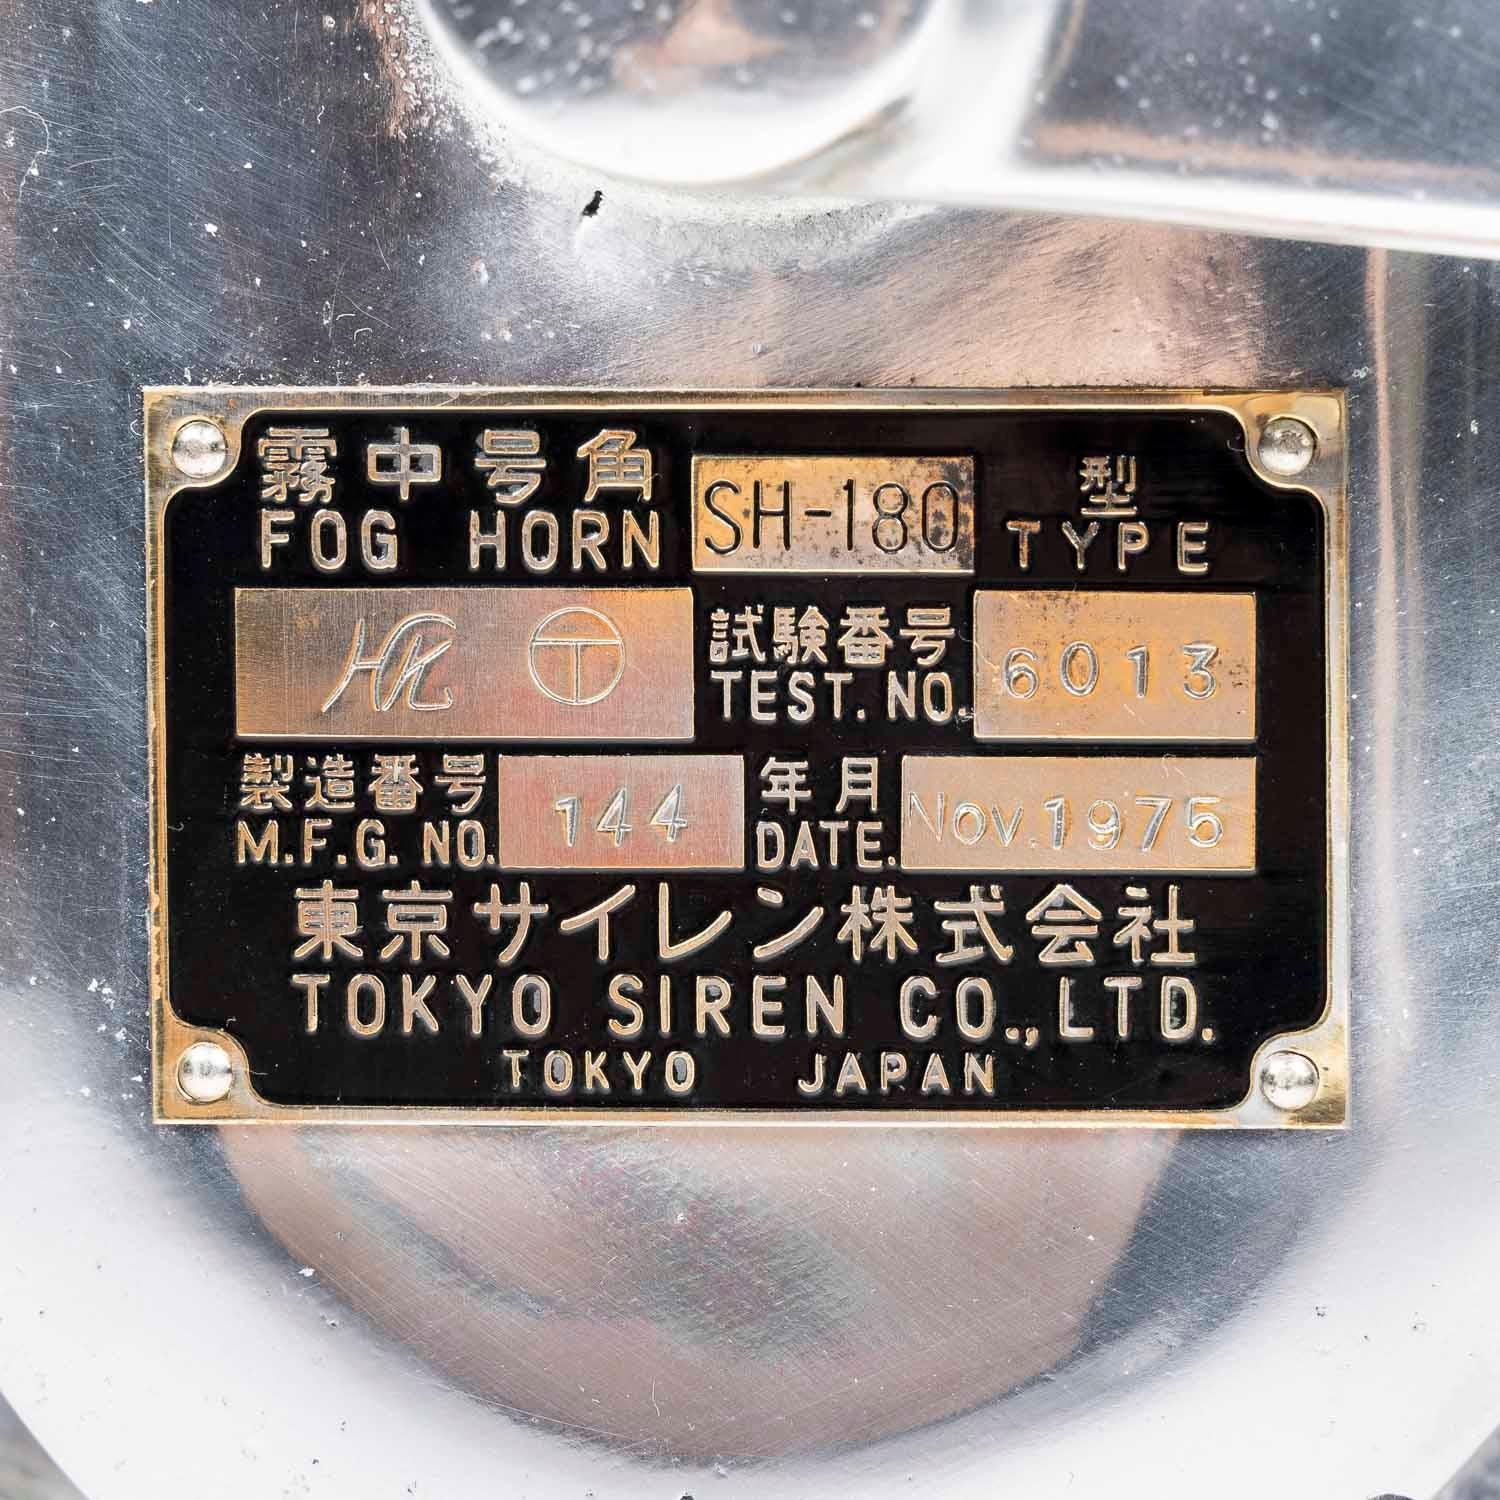 霧中号角 SH-180 型
FOG HORN TYPE
HK Ⓣ 試験番号 6013
TEST. NO.
製造番号 144 年月 Nov.1975
M.F.G. NO. DATE.
東京サイレン株式会社
TOKYO SIREN CO.,LTD.
TOKYO JAPAN